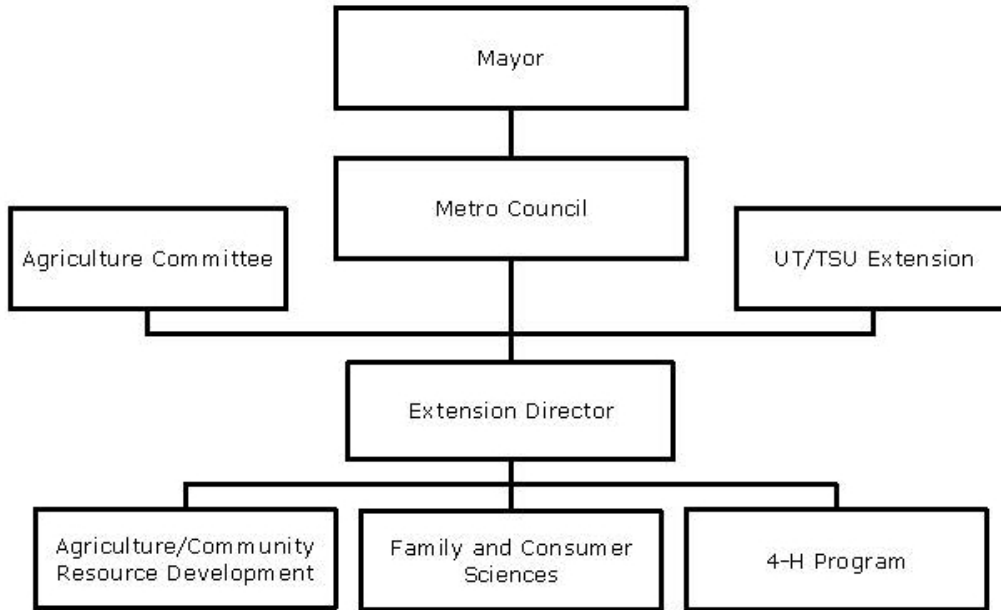 Mayor
Metro Council
Agriculture Committee
UT/TSU Extension
Extension Director
Agriculture/Community
Resource Development
Family and Consumer
Sciences
4-H Program